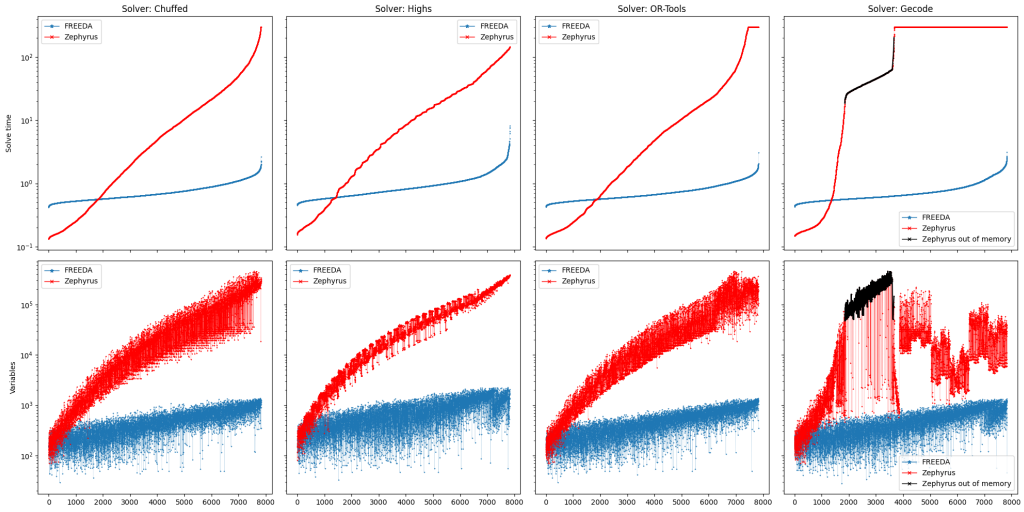 Solver: Chuffed
Solver: Highs
Solver: OR-Tools
Solver: Gecode
FREEDA
Zephyrus
FREEDA
Zephyrus
FREEDA
Zephyrus
FREEDA
Zephyrus
Zephyrus out of memory
Solve time
10²
10¹
10⁰
10⁻¹
FREEDA
Zephyrus
FREEDA
Zephyrus
FREEDA
Zephyrus
FREEDA
Zephyrus
Zephyrus out of memory
Variables
10⁵
10⁴
10³
10²
0 1000 2000 3000 4000 5000 6000 7000 8000
0 1000 2000 3000 4000 5000 6000 7000 8000
0 1000 2000 3000 4000 5000 6000 7000 8000
0 1000 2000 3000 4000 5000 6000 7000 8000